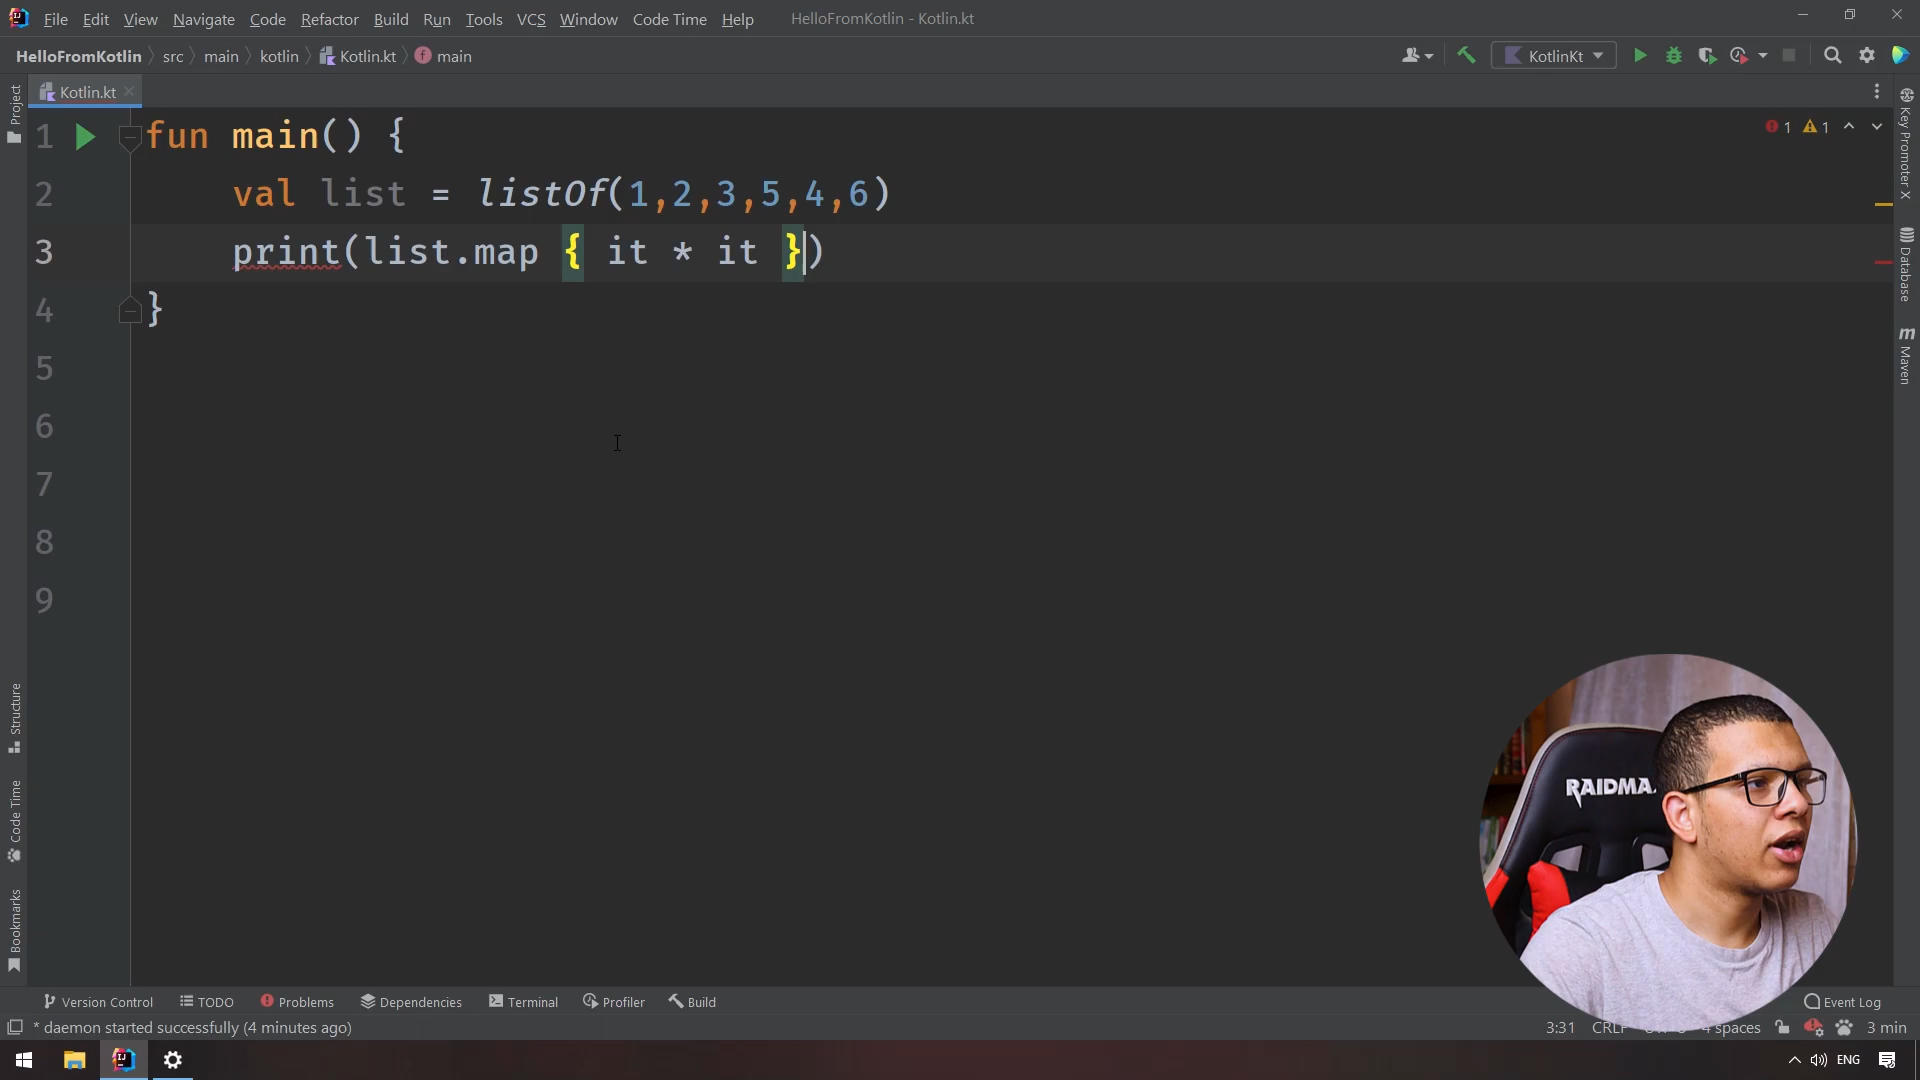 File Edit View Navigate Code Refactor Build Run Tools VCS Window Code Time Help HelloFromKotlin - Kotlin.kt
HelloFromKotlin src main kotlin Kotlin.kt main KotlinKt
Kotlin.kt
Project
Structure
Code Time
Bookmarks
1 fun main() {
2 val list = listOf(1,2,3,5,4,6)
3 print(list.map { it * it })
4 }
5
6
7
8
9
1 1
Key Promoter X
Database
Maven
RAIDMA
Version Control TODO Problems Dependencies Terminal Profiler Build Event Log
* daemon started successfully (4 minutes ago) 3:31 CRLF 4 spaces 3 min
ENG